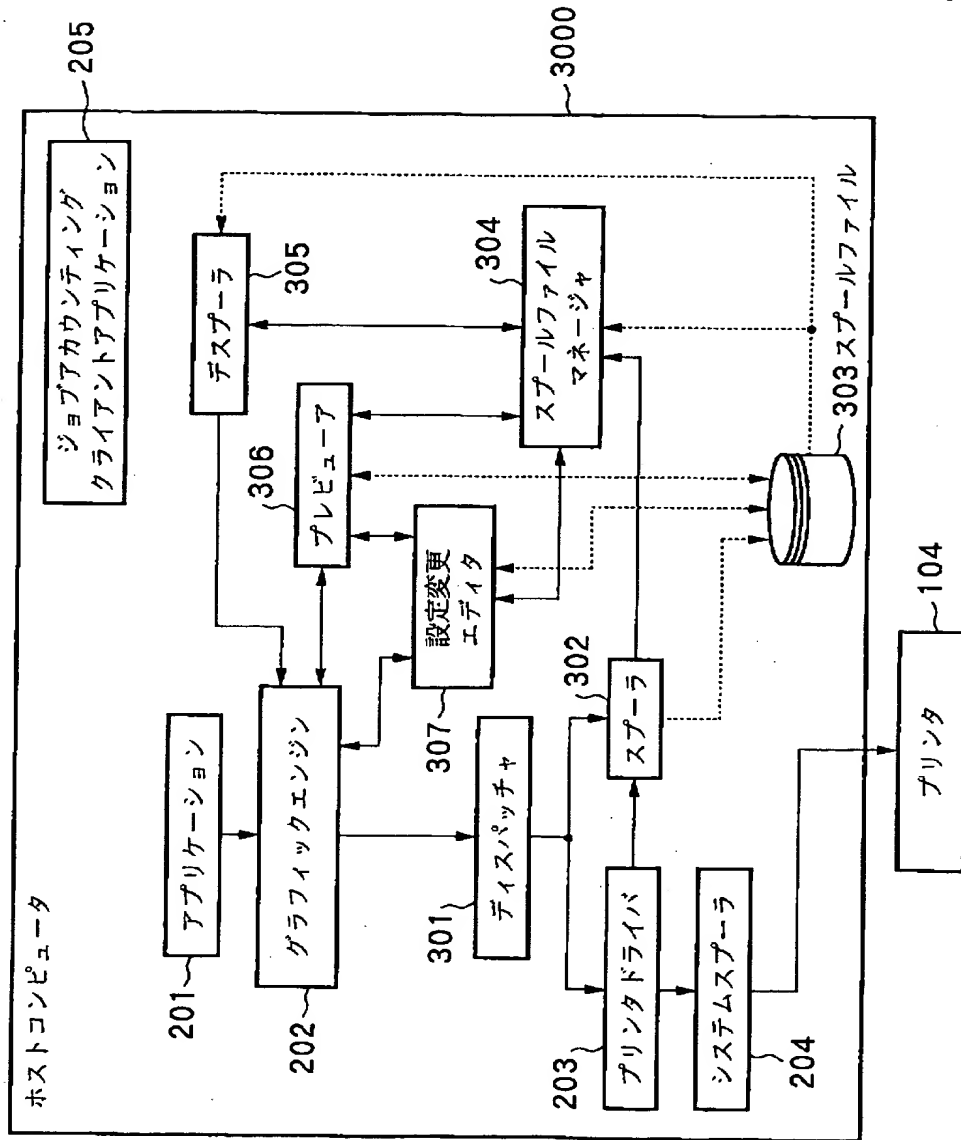 ホストコンピュータ
3000
ジョブアカウンティング
クライアントアプリケーション
205
アプリケーション
201
グラフィックエンジン
202
デスプーラ
305
プレビューア
306
設定変更
エディタ
307
スプールファイル
マネージャ
304
ディスパッチャ
301
スプーラ
302
303 スプールファイル
プリンタドライバ
203
システムスプーラ
204
プリンタ
104